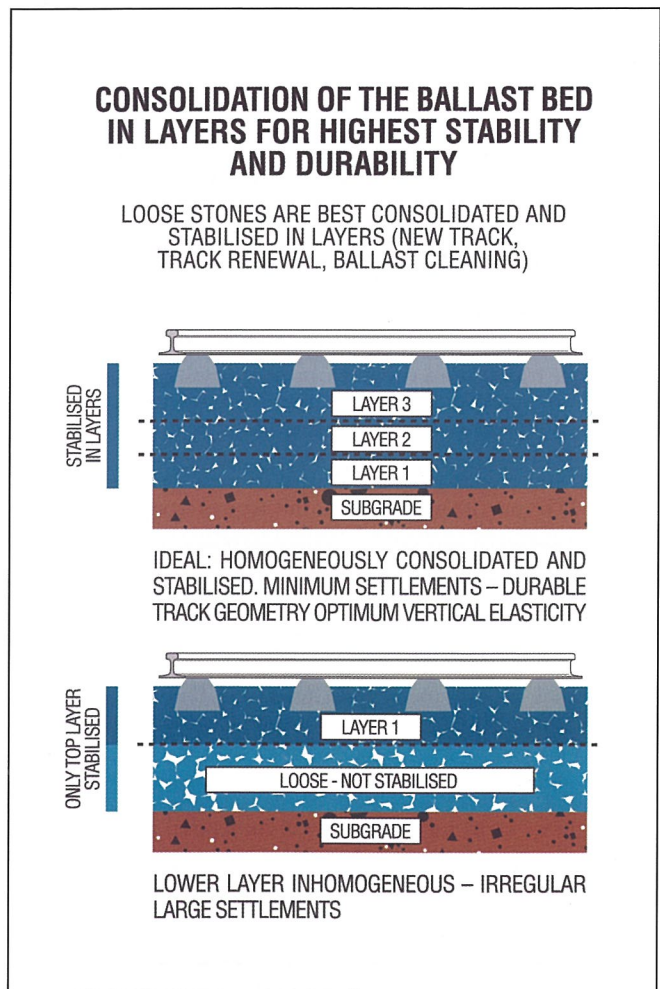 CONSOLIDATION OF THE BALLAST BED
IN LAYERS FOR HIGHEST STABILITY
AND DURABILITY
LOOSE STONES ARE BEST CONSOLIDATED AND
STABILISED IN LAYERS (NEW TRACK,
TRACK RENEWAL, BALLAST CLEANING)
STABILISED
IN LAYERS
LAYER 3
LAYER 2
LAYER 1
SUBGRADE
IDEAL: HOMOGENEOUSLY CONSOLIDATED AND
STABILISED. MINIMUM SETTLEMENTS – DURABLE
TRACK GEOMETRY OPTIMUM VERTICAL ELASTICITY
ONLY TOP LAYER
STABILISED
LAYER 1
LOOSE - NOT STABILISED
SUBGRADE
LOWER LAYER INHOMOGENEOUS – IRREGULAR
LARGE SETTLEMENTS